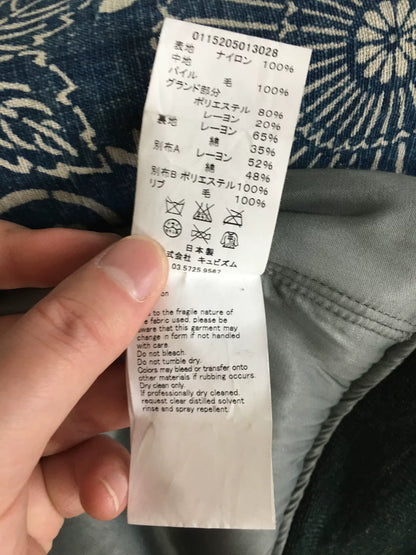 0115205013028
表地 ナイロン 100%
中地
パイル 毛 100%
グランド部分
ポリエステル 80%
レーヨン 20%
裏地 レーヨン 65%
綿 35%
別布A レーヨン 52%
綿 48%
別布B ポリエステル100%
リブ 毛 100%
日本製
式会社 キュビズム
03.5725.9567
to the fragile nature of
fabric used, please be
aware that this garment may
change in form if not handled
with care.
Do not bleach.
Do not tumble dry.
Colors may bleed or transfer onto
other materials if rubbing occurs.
Dry clean only.
If professionally dry cleaned,
request clear distilled solvent
rinse and spray repellent.